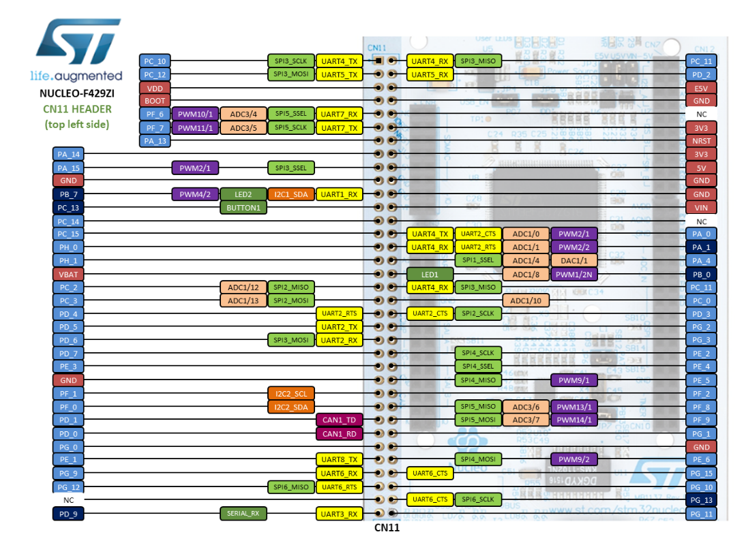 life.augmented
NUCLEO-F429ZI
CN11 HEADER
(top left side)
CN11
CN12
PC_10 SPI3_SCLK UART4_TX UART4_RX SPI3_MISO PC_11
PC_12 SPI3_MOSI UART5_TX UART5_RX PD_2
VDD E5V
BOOT GND
PF_6 PWM10/1 ADC3/4 SPI5_SSEL UART7_RX NC
PF_7 PWM11/1 ADC3/5 SPI5_SCLK UART7_TX 3V3
PA_13 NRST
PA_14 3V3
PA_15 PWM2/1 SPI3_SSEL 5V
GND GND
PB_7 PWM4/2 LED2 I2C1_SDA UART1_RX GND
PC_13 BUTTON1 VIN
PC_14 NC
PC_15 UART4_TX UART2_CTS ADC1/0 PWM2/1 PA_0
PH_0 UART4_RX UART2_RTS ADC1/1 PWM2/2 PA_1
PH_1 SPI1_SSEL ADC1/4 DAC1/1 PA_4
VBAT LED1 ADC1/8 PWM1/2N PB_0
PC_2 ADC1/12 SPI2_MISO UART4_RX SPI3_MISO PC_11
PC_3 ADC1/13 SPI2_MOSI ADC1/10 PC_0
PD_4 UART2_RTS UART2_CTS SPI2_SCLK PD_3
PD_5 UART2_TX PG_2
PD_6 SPI3_MOSI UART2_RX PG_3
PD_7 SPI4_SCLK PE_2
PE_3 SPI4_SSEL PE_4
GND SPI4_MISO PWM9/1 PE_5
PF_1 I2C2_SCL PF_2
PF_0 I2C2_SDA SPI5_MISO ADC3/6 PWM13/1 PF_8
PD_1 CAN1_TD SPI5_MOSI ADC3/7 PWM14/1 PF_9
PD_0 CAN1_RD PG_1
PG_0 GND
PE_1 UART8_TX SPI4_MOSI PWM9/2 PE_6
PG_9 UART6_RX UART6_CTS PG_15
PG_12 SPI6_MISO UART6_RTS PG_10
NC UART6_CTS SPI6_SCLK PG_13
PD_9 SERIAL_RX UART3_RX PG_11
CN11